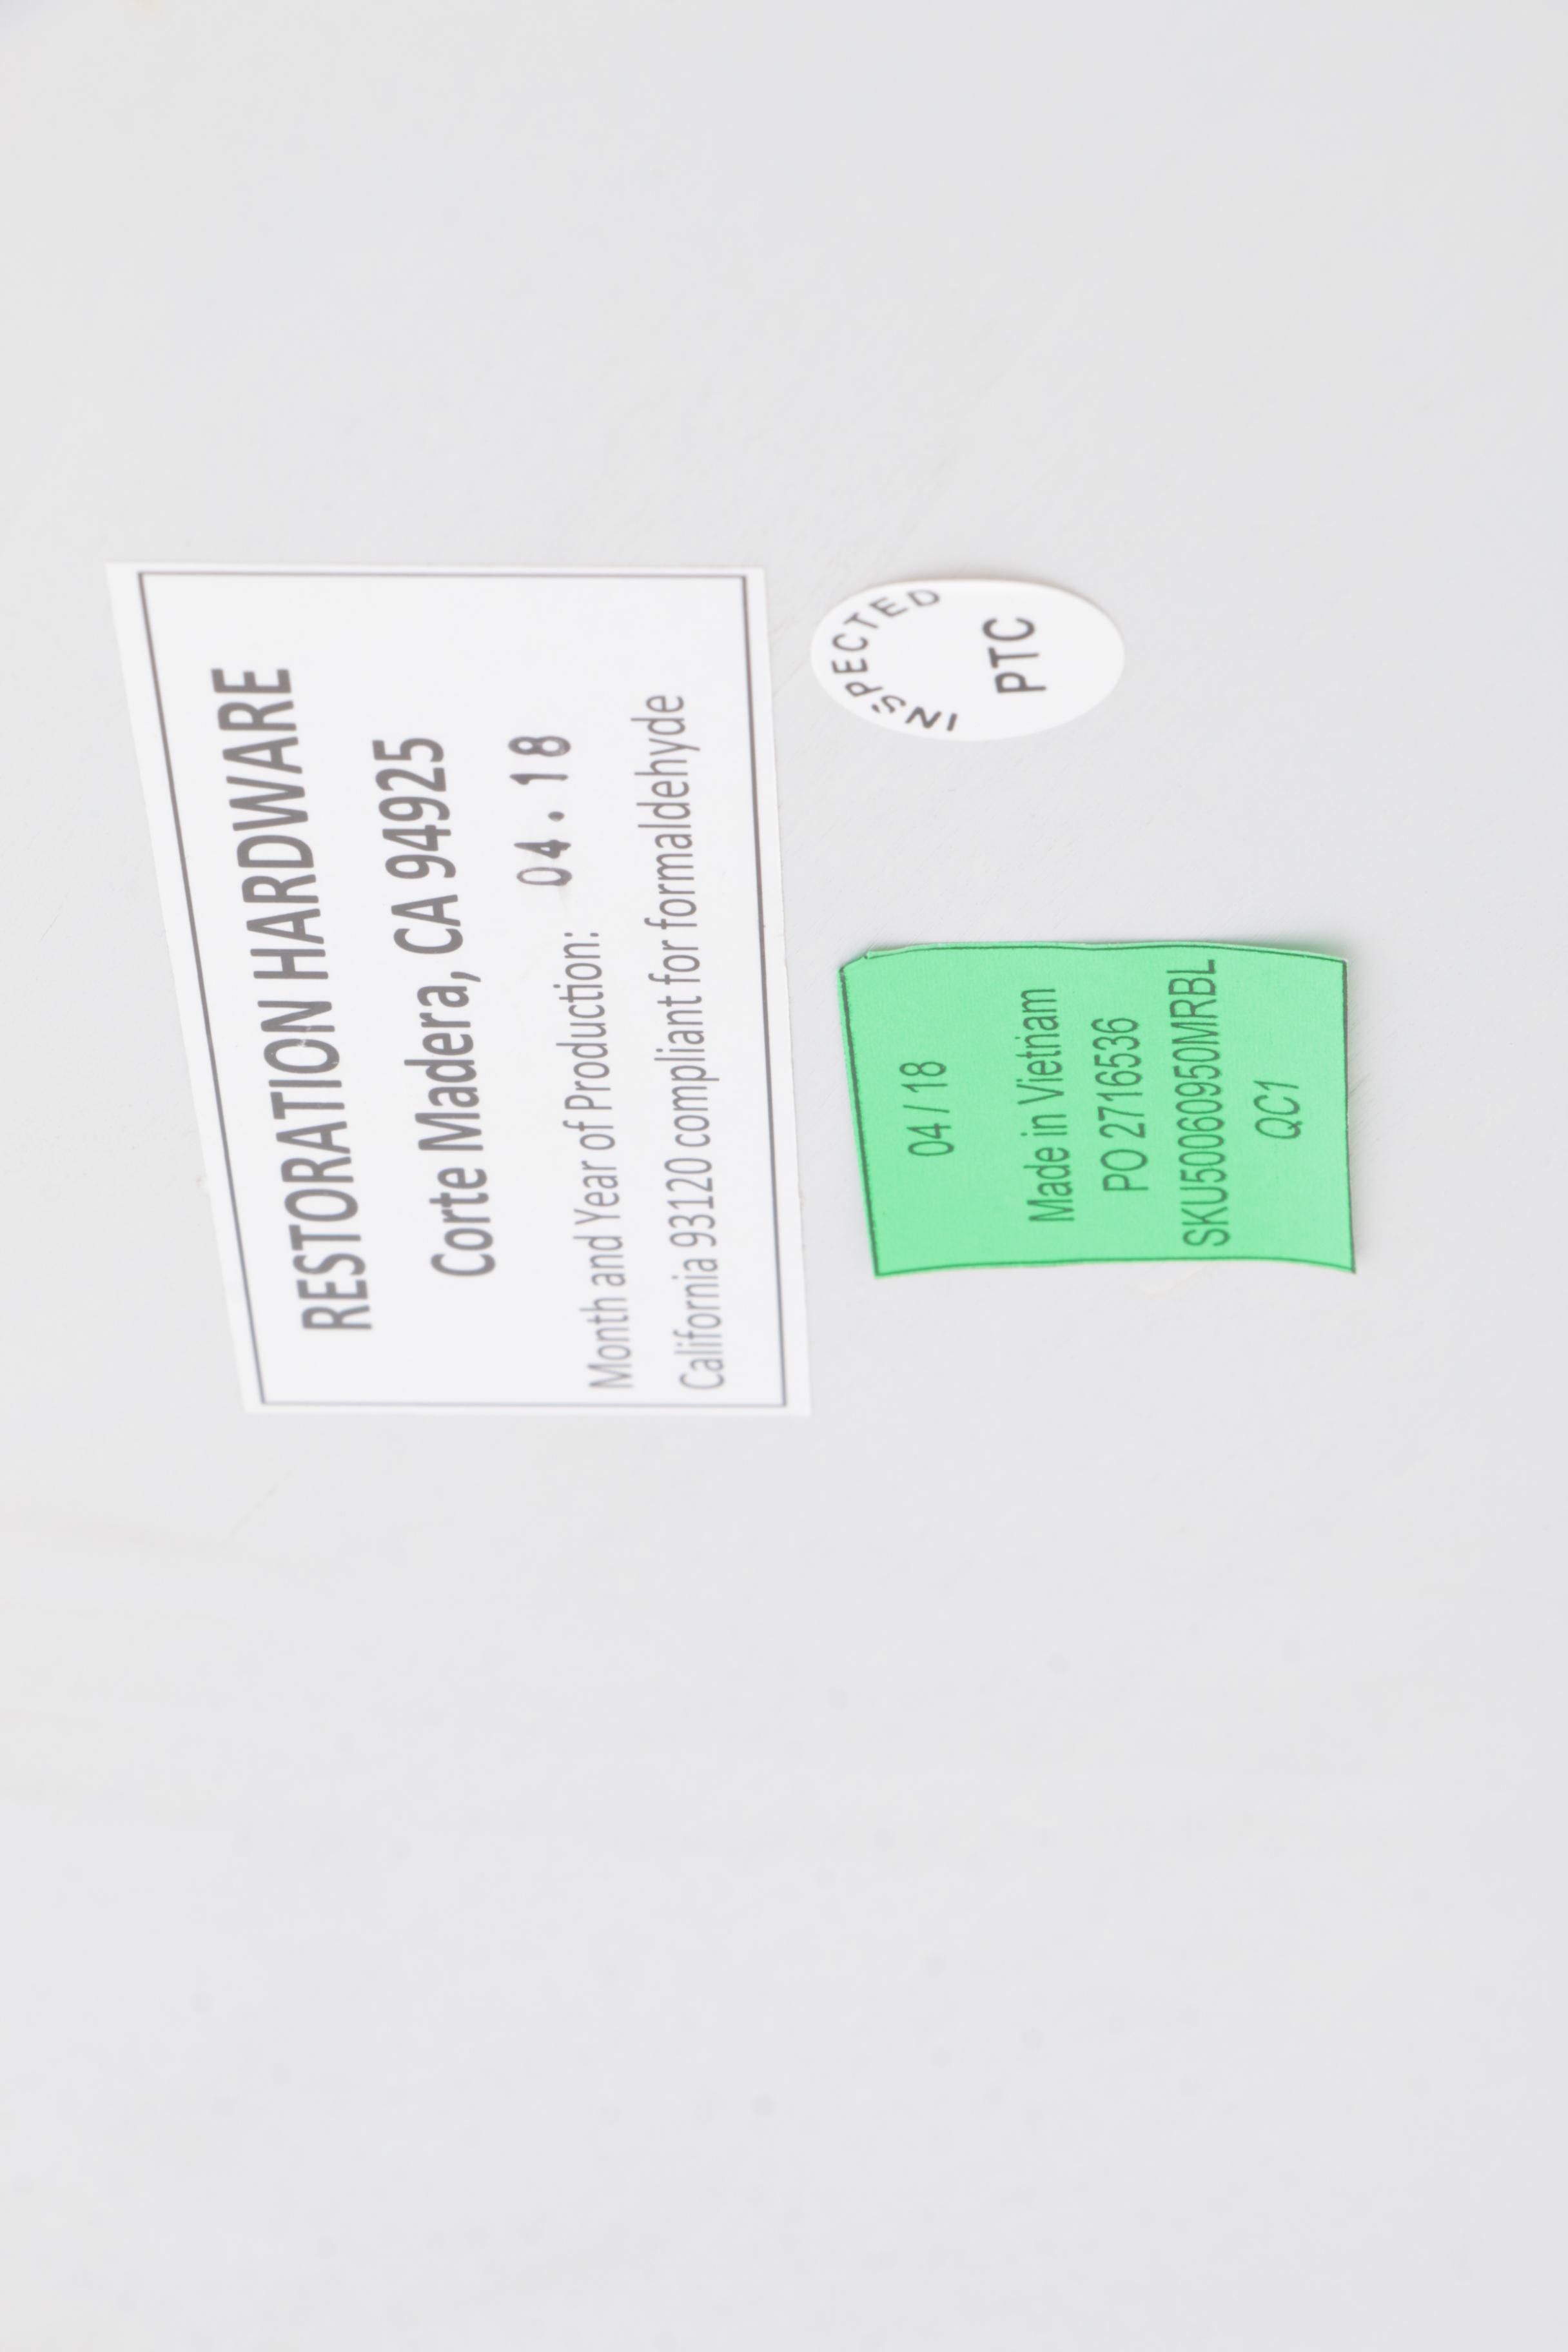 RESTORATION HARDWARE
Corte Madera, CA 94925
Month and Year of Production: 04.18
California 93120 compliant for formaldehyde
INSPECTED
PTC
04 / 18
Made in Vietnam
PO 2716536
SKU50060950MRBL
QC1